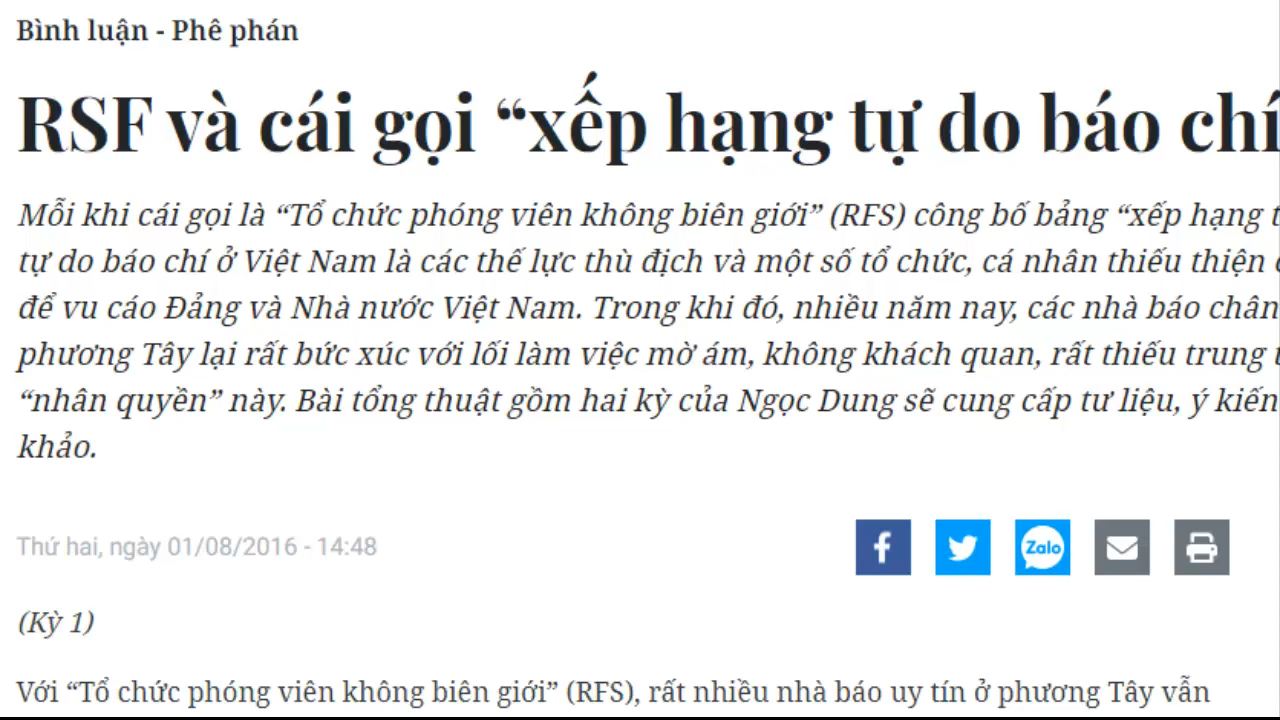 Bình luận - Phê phán
RSF và cái gọi “xếp hạng tự do báo chí
Mỗi khi cái gọi là “Tổ chức phóng viên không biên giới” (RFS) công bố bảng “xếp hạng
tự do báo chí ở Việt Nam là các thế lực thù địch và một số tổ chức, cá nhân thiếu thiện
để vu cáo Đảng và Nhà nước Việt Nam. Trong khi đó, nhiều năm nay, các nhà báo chân
phương Tây lại rất bức xúc với lối làm việc mờ ám, không khách quan, rất thiếu trung
“nhân quyền” này. Bài tổng thuật gồm hai kỳ của Ngọc Dung sẽ cung cấp tư liệu, ý kiến
khảo.
Thứ hai, ngày 01/08/2016 - 14:48
Zalo
(Kỳ 1)
Với “Tổ chức phóng viên không biên giới” (RFS), rất nhiều nhà báo uy tín ở phương Tây vẫn